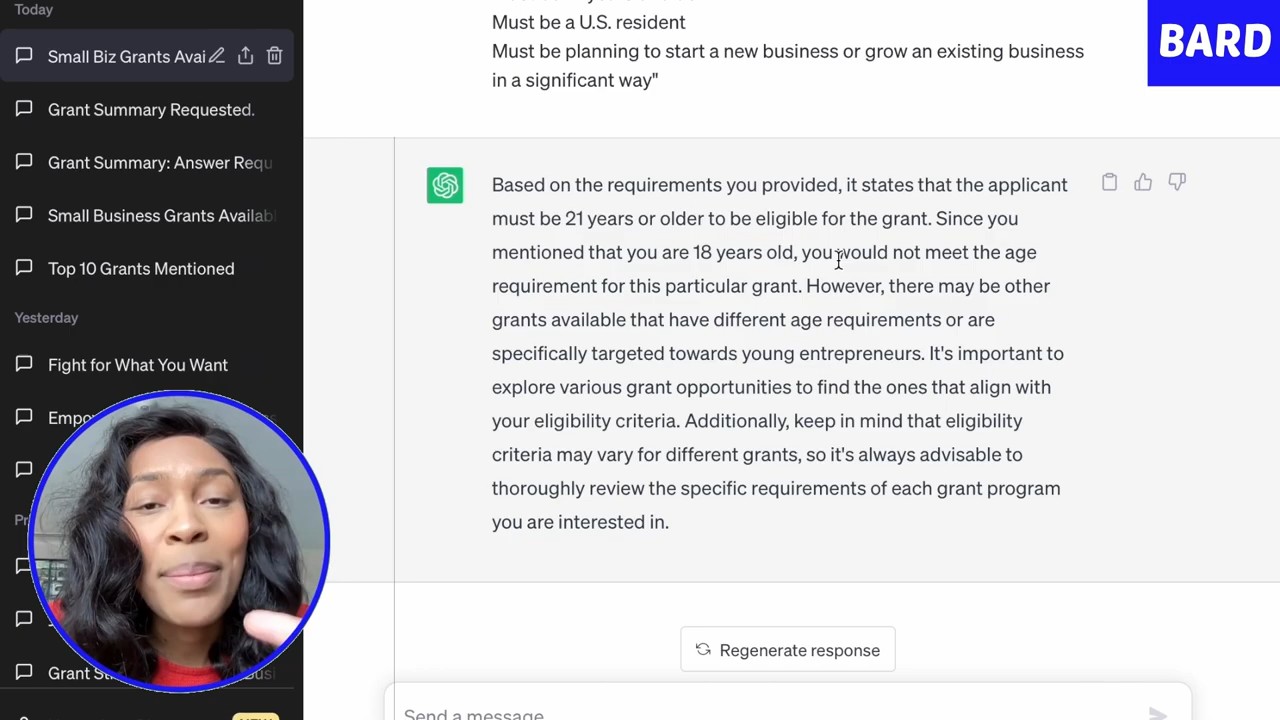 Today
Small Biz Grants Avai
Grant Summary Requested.
Grant Summary: Answer Requ
Small Business Grants Availab
Top 10 Grants Mentioned
Yesterday
Fight for What You Want
Empo
Pr
Grant St
NEW
Must be a U.S. resident
Must be planning to start a new business or grow an existing business
in a significant way"
BARD
Based on the requirements you provided, it states that the applicant
must be 21 years or older to be eligible for the grant. Since you
mentioned that you are 18 years old, you would not meet the age
requirement for this particular grant. However, there may be other
grants available that have different age requirements or are
specifically targeted towards young entrepreneurs. It's important to
explore various grant opportunities to find the ones that align with
your eligibility criteria. Additionally, keep in mind that eligibility
criteria may vary for different grants, so it's always advisable to
thoroughly review the specific requirements of each grant program
you are interested in.
Regenerate response
Send a message